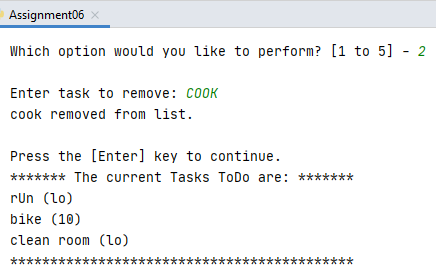 Assignment06
Which option would you like to perform? [1 to 5] - 2
Enter task to remove: COOK
cook removed from list.
Press the [Enter] key to continue.
******* The current Tasks ToDo are: *******
rUn (lo)
bike (10)
clean room (lo)
*******************************************